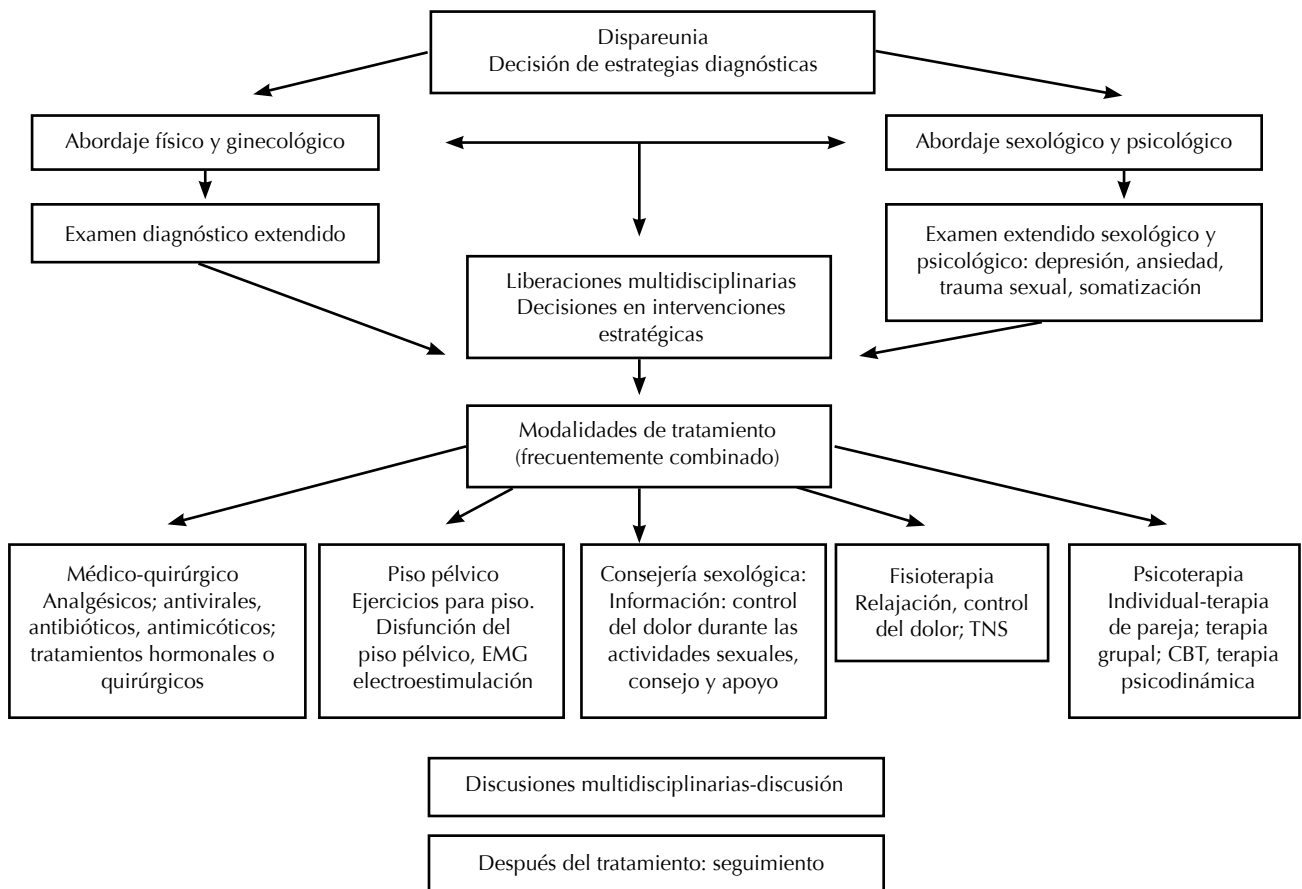 Dispareunia
Decisión de estrategias diagnósticas
Abordaje físico y ginecológico
Abordaje sexológico y psicológico
Examen diagnóstico extendido
Examen extendido sexológico y
psicológico: depresión, ansiedad,
trauma sexual, somatización
Liberaciones multidisciplinarias
Decisiones en intervenciones
estratégicas
Modalidades de tratamiento
(frecuentemente combinado)
Médico-quirúrgico
Analgésicos; antivirales,
antibióticos, antimicóticos;
tratamientos hormonales o
quirúrgicos
Piso pélvico
Ejercicios para piso.
Disfunción del
piso pélvico, EMG
electroestimulación
Consejería sexológica:
Información: control
del dolor durante las
actividades sexuales,
consejo y apoyo
Fisioterapia
Relajación, control
del dolor; TNS
Psicoterapia
Individual-terapia
de pareja; terapia
grupal; CBT, terapia
psicodinámica
Discusiones multidisciplinarias-discusión
Después del tratamiento: seguimiento